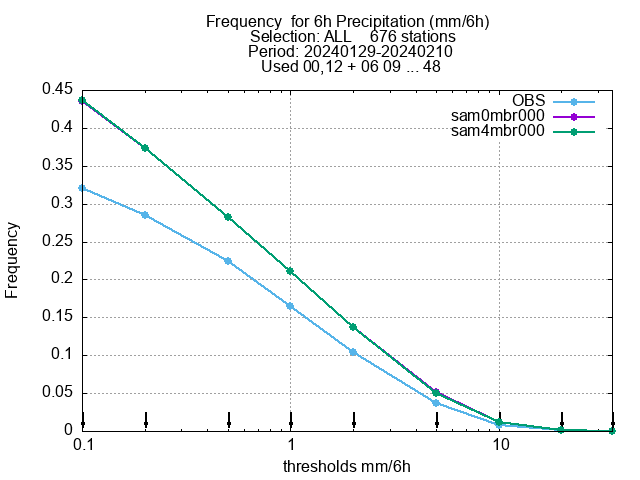 Frequency  for 6h Precipitation (mm/6h)
Selection: ALL    676 stations
Period: 20240129-20240210
Used 00,12 + 06 09 ... 48
OBS
sam0mbr000
sam4mbr000
0.45
0.4
0.35
0.3
0.25
0.2
0.15
0.1
0.05
0
Frequency
0.1
1
10
thresholds mm/6h